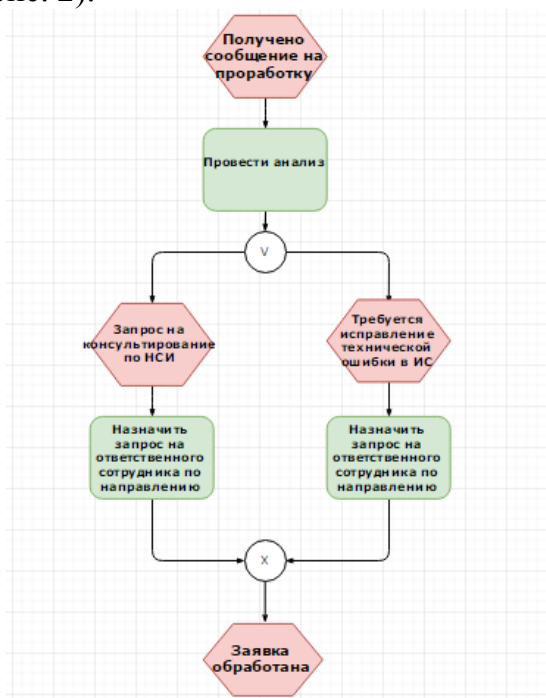 Получено
сообщение на
проработку
Провести анализ
V
Запрос на
консультирование
по НСИ
Требуется
исправление
технической
ошибки в ИС
Назначить
запрос на
ответственного
сотрудника по
направлению
Назначить
запрос на
ответственного
сотрудника по
направлению
X
Заявка
обработана